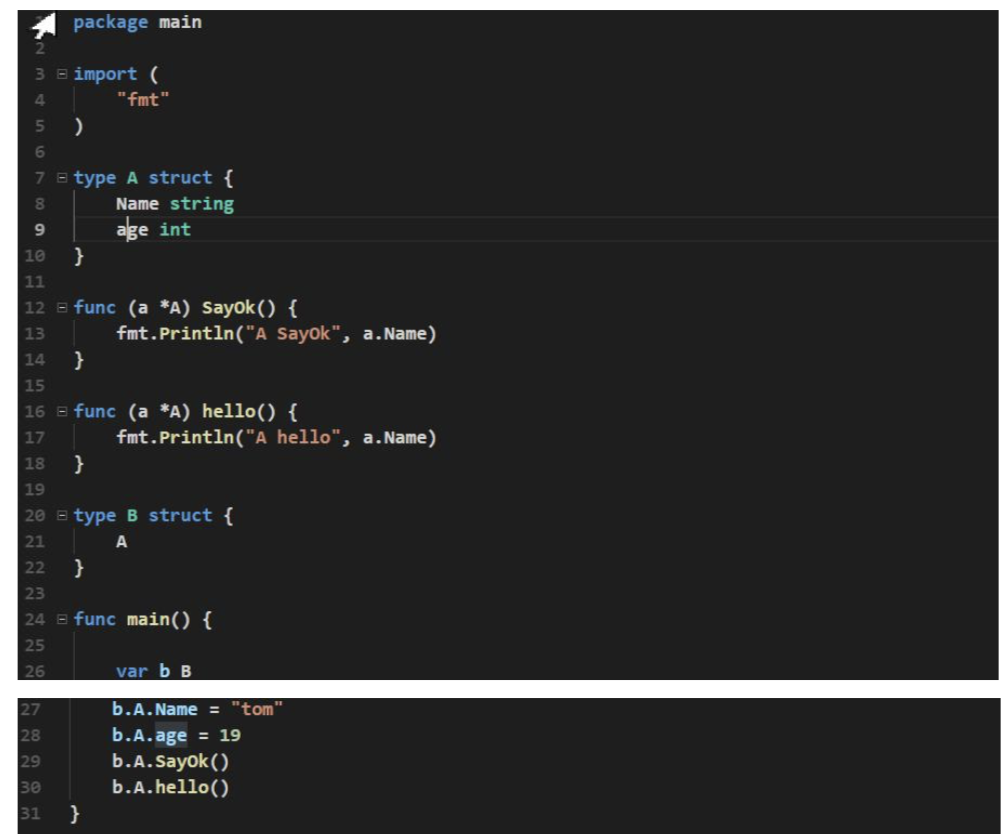 package main
2
3 import (
4 "fmt"
5 )
6
7 type A struct {
8 Name string
9 age int
10 }
11
12 func (a *A) SayOk() {
13 fmt.Println("A SayOk", a.Name)
14 }
15
16 func (a *A) hello() {
17 fmt.Println("A hello", a.Name)
18 }
19
20 type B struct {
21 A
22 }
23
24 func main() {
25
26 var b B
27 b.A.Name = "tom"
28 b.A.age = 19
29 b.A.SayOk()
30 b.A.hello()
31 }